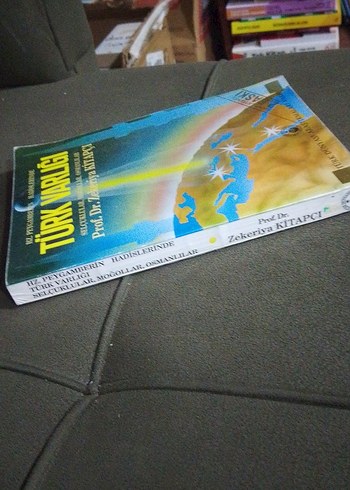 HZ. PEYGAMBERİN HADİSLERİNDE
TÜRK VARLIĞI
SELÇUKLULAR, MOĞOLLAR, OSMANLILAR
Prof. Dr. Zekeriya KİTAPÇI
HZ. PEYGAMBERİN HADİSLERİNDE
TÜRK VARLIGI
SELÇUKLULAR, MOĞOLLAR, OSMANLILAR
Prof. Dr.
Zekeriya KİTAPÇI